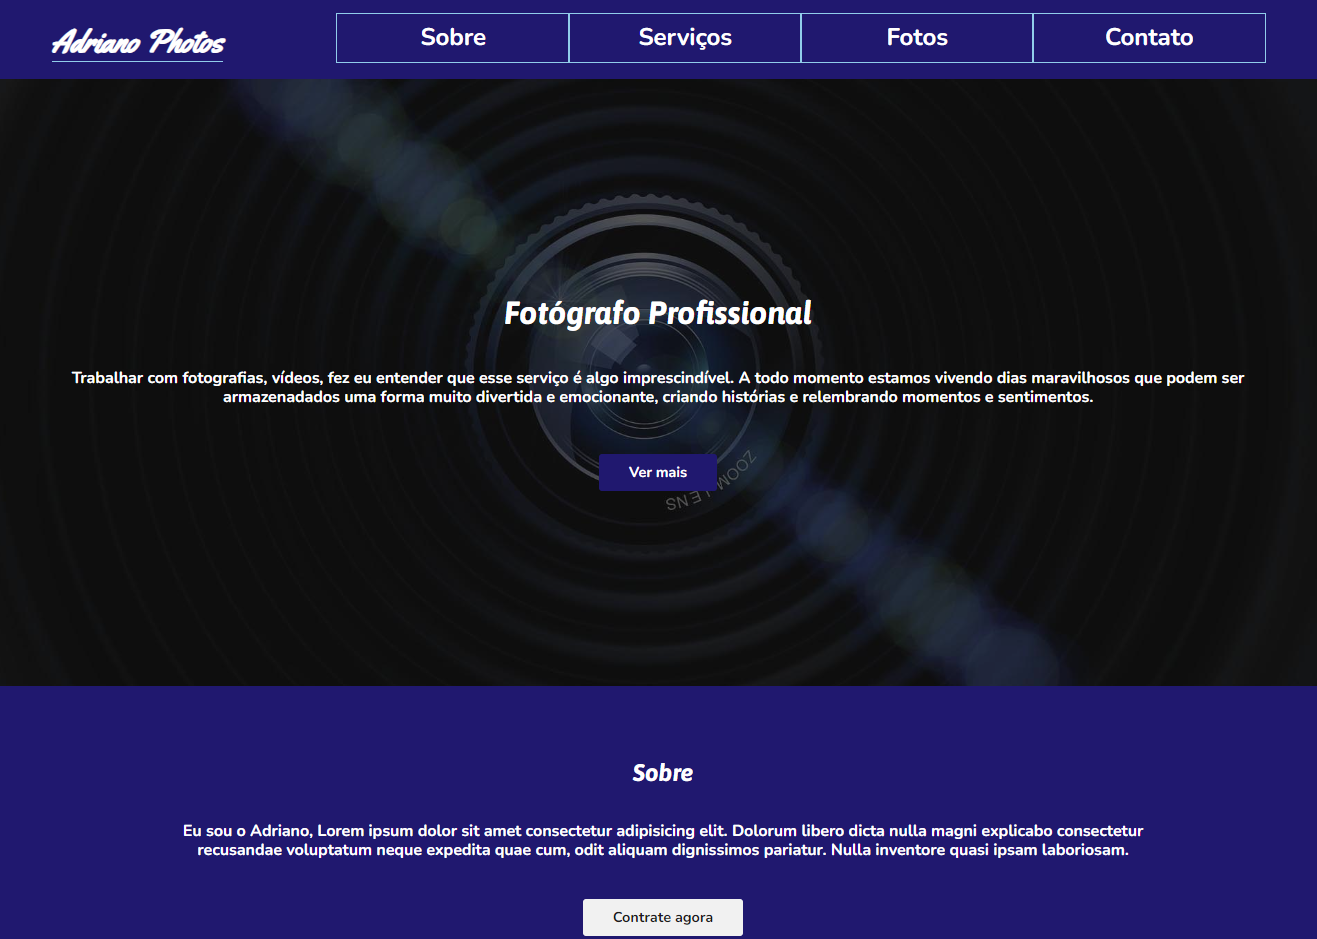 Adriano Photos
Sobre
Serviços
Fotos
Contato
Fotógrafo Profissional
Trabalhar com fotografias, vídeos, fez eu entender que esse serviço é algo imprescindível. A todo momento estamos vivendo dias maravilhosos que podem ser
armazenadados uma forma muito divertida e emocionante, criando histórias e relembrando momentos e sentimentos.
Ver mais
ZOOM LENS
Sobre
Eu sou o Adriano, Lorem ipsum dolor sit amet consectetur adipisicing elit. Dolorum libero dicta nulla magni explicabo consectetur
recusandae voluptatum neque expedita quae cum, odit aliquam dignissimos pariatur. Nulla inventore quasi ipsam laboriosam.
Contrate agora